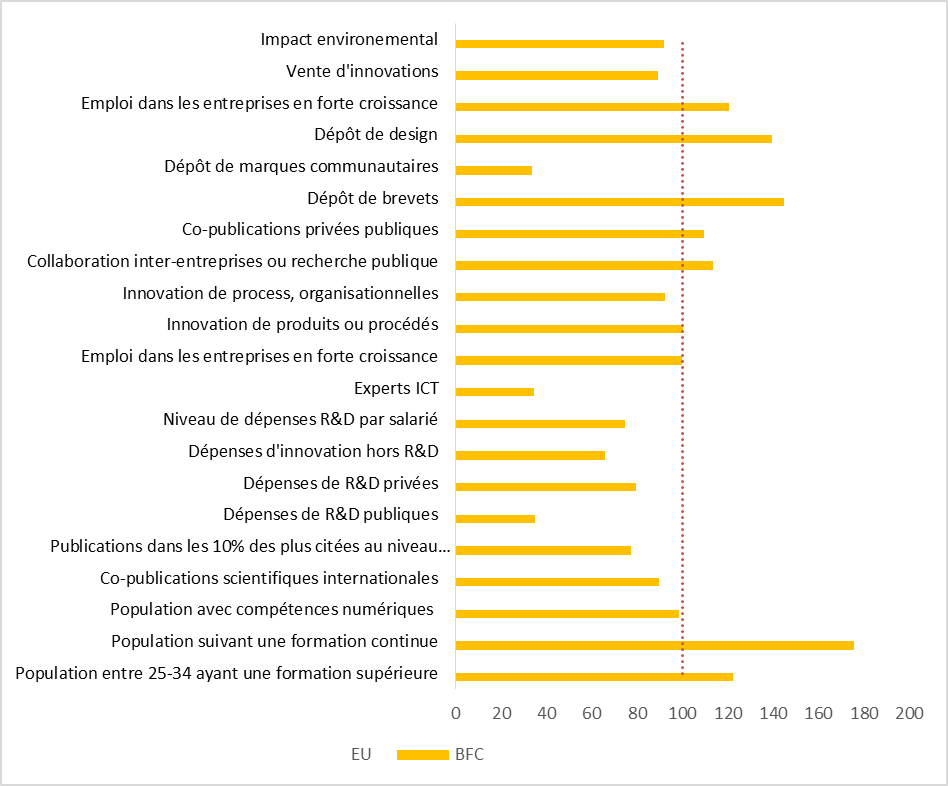 Impact environemental
Vente d'innovations
Emploi dans les entreprises en forte croissance
Dépôt de design
Dépôt de marques communautaires
Dépôt de brevets
Co-publications privées publiques
Collaboration inter-entreprises ou recherche publique
Innovation de process, organisationnelles
Innovation de produits ou procédés
Emploi dans les entreprises en forte croissance
Experts ICT
Niveau de dépenses R&D par salarié
Dépenses d'innovation hors R&D
Dépenses de R&D privées
Dépenses de R&D publiques
Publications dans les 10% des plus citées au niveau…
Co-publications scientifiques internationales
Population avec compétences numériques
Population suivant une formation continue
Population entre 25-34 ayant une formation supérieure
0 20 40 60 80 100 120 140 160 180 200
EU BFC